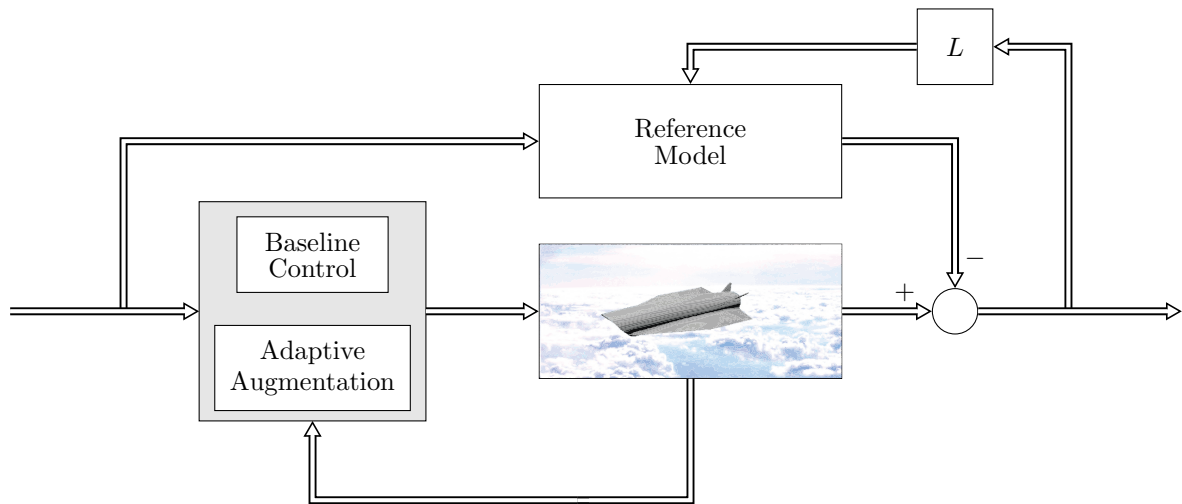 L
Reference
Model
Baseline
Control
−
+
Adaptive
Augmentation